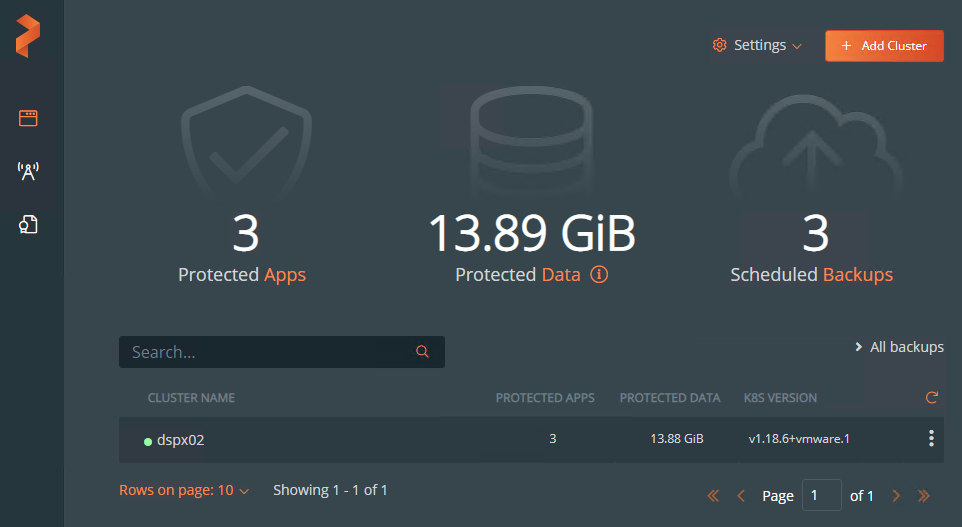 Settings
+ Add Cluster
3
Protected Apps
13.89 GiB
Protected Data
3
Scheduled Backups
Search...
All backups
CLUSTER NAME PROTECTED APPS PROTECTED DATA K8S VERSION
dspx02 3 13.88 GiB v1.18.6+vmware.1
Rows on page: 10 Showing 1 - 1 of 1 Page 1 of 1